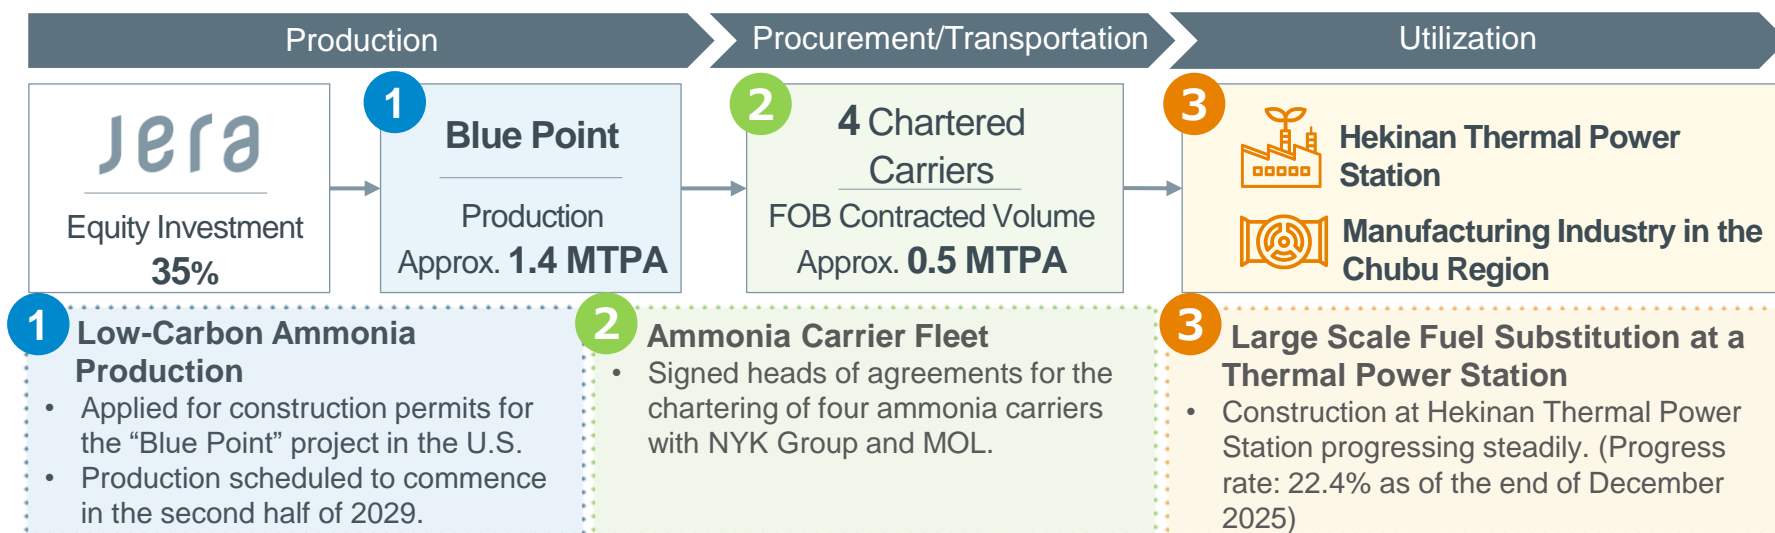 Production
Procurement/Transportation
Utilization
Jera
Equity Investment
35%
1
Blue Point
Production
Approx. 1.4 MTPA
2
4 Chartered
Carriers
FOB Contracted Volume
Approx. 0.5 MTPA
3
Hekinan Thermal Power
Station
Manufacturing Industry in the
Chubu Region
1
Low-Carbon Ammonia
Production
• Applied for construction permits for
the “Blue Point” project in the U.S.
• Production scheduled to commence
in the second half of 2029.
2
Ammonia Carrier Fleet
• Signed heads of agreements for the
chartering of four ammonia carriers
with NYK Group and MOL.
3
Large Scale Fuel Substitution at a
Thermal Power Station
• Construction at Hekinan Thermal Power
Station progressing steadily. (Progress
rate: 22.4% as of the end of December
2025)